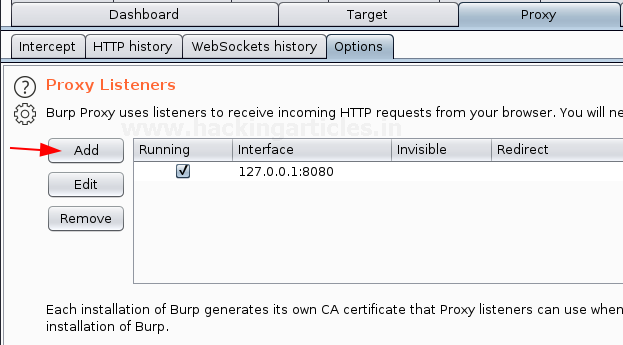 Dashboard Target Proxy
Intercept HTTP history WebSockets history Options
? Proxy Listeners
Burp Proxy uses listeners to receive incoming HTTP requests from your browser. You will ne
www.hackingarticles.in
Add
Edit
Remove
Running Interface Invisible Redirect
127.0.0.1:8080
Each installation of Burp generates its own CA certificate that Proxy listeners can use when
installation of Burp.